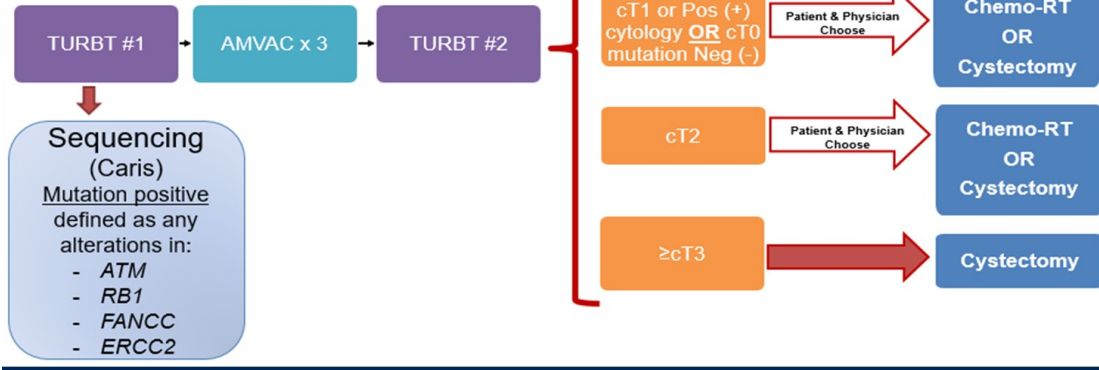 TURBT #1
AMVAC x 3
TURBT #2
Sequencing
(Caris)
Mutation positive
defined as any
alterations in:
- ATM
- RB1
- FANCC
- ERCC2
cT1 or Pos (+)
cytology OR cT0
mutation Neg (-)
Patient & Physician
Choose
Chemo-RT
OR
Cystectomy
cT2
Patient & Physician
Choose
Chemo-RT
OR
Cystectomy
≥cT3
Cystectomy